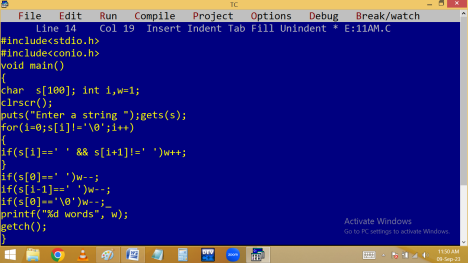 TC
File Edit Run Compile Project Options Debug Break/watch
Line 14 Col 19 Insert Indent Tab Fill Unindent * E:11AM.C
#include<stdio.h>
#include<conio.h>
void main()
{
char s[100]; int i,w=1;
clrscr();
puts("Enter a string ");gets(s);
for(i=0;s[i]!='\0';i++)
{
if(s[i]==' ' && s[i+1]!=' ')w++;
}
if(s[0]==' ')w--;
if(s[i-1]==' ')w--;
if(s[0]=='\0')w--;_
printf("%d words", w);
getch();
}
Activate Windows
Go to PC settings to activate Windows.
11:50 AM
08-Sep-23